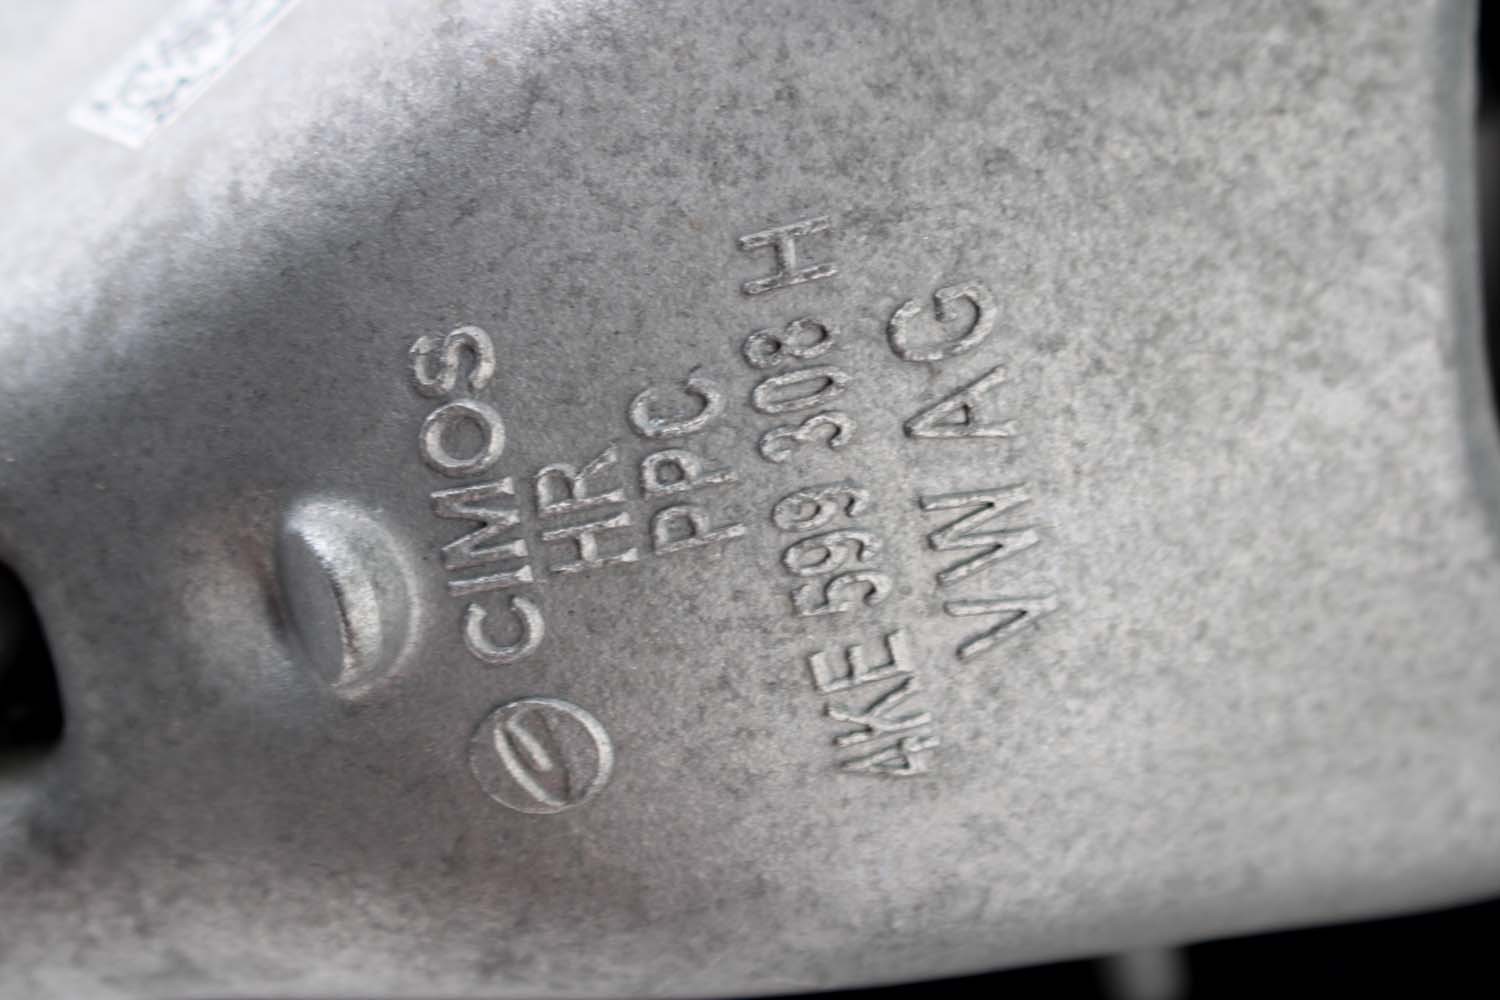 CIMOS
HR
PPC
4KE 599 308 H
VW AG